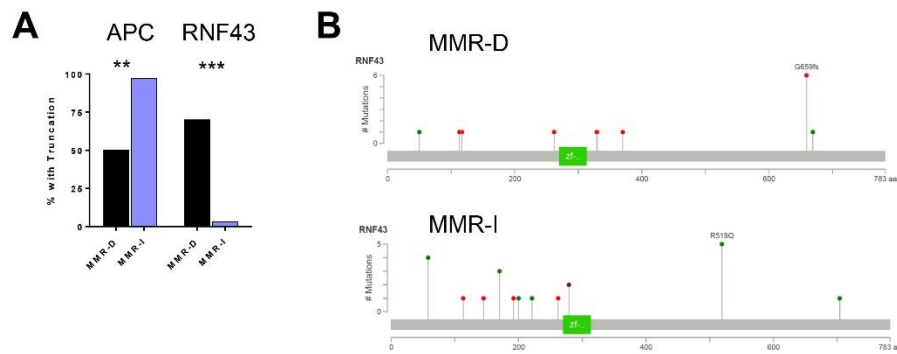 A
APC RNF43
** ***
100
75
50
25
0
% with Truncation
MMR-D
MMR-I
MMR-D
MMR-I
B
MMR-D
RNF43
G659fs
6
0
# Mutations
zf-..
0 200 400 600 783 aa
MMR-I
RNF43
R519Q
5
0
# Mutations
zf-..
0 200 400 600 783 aa